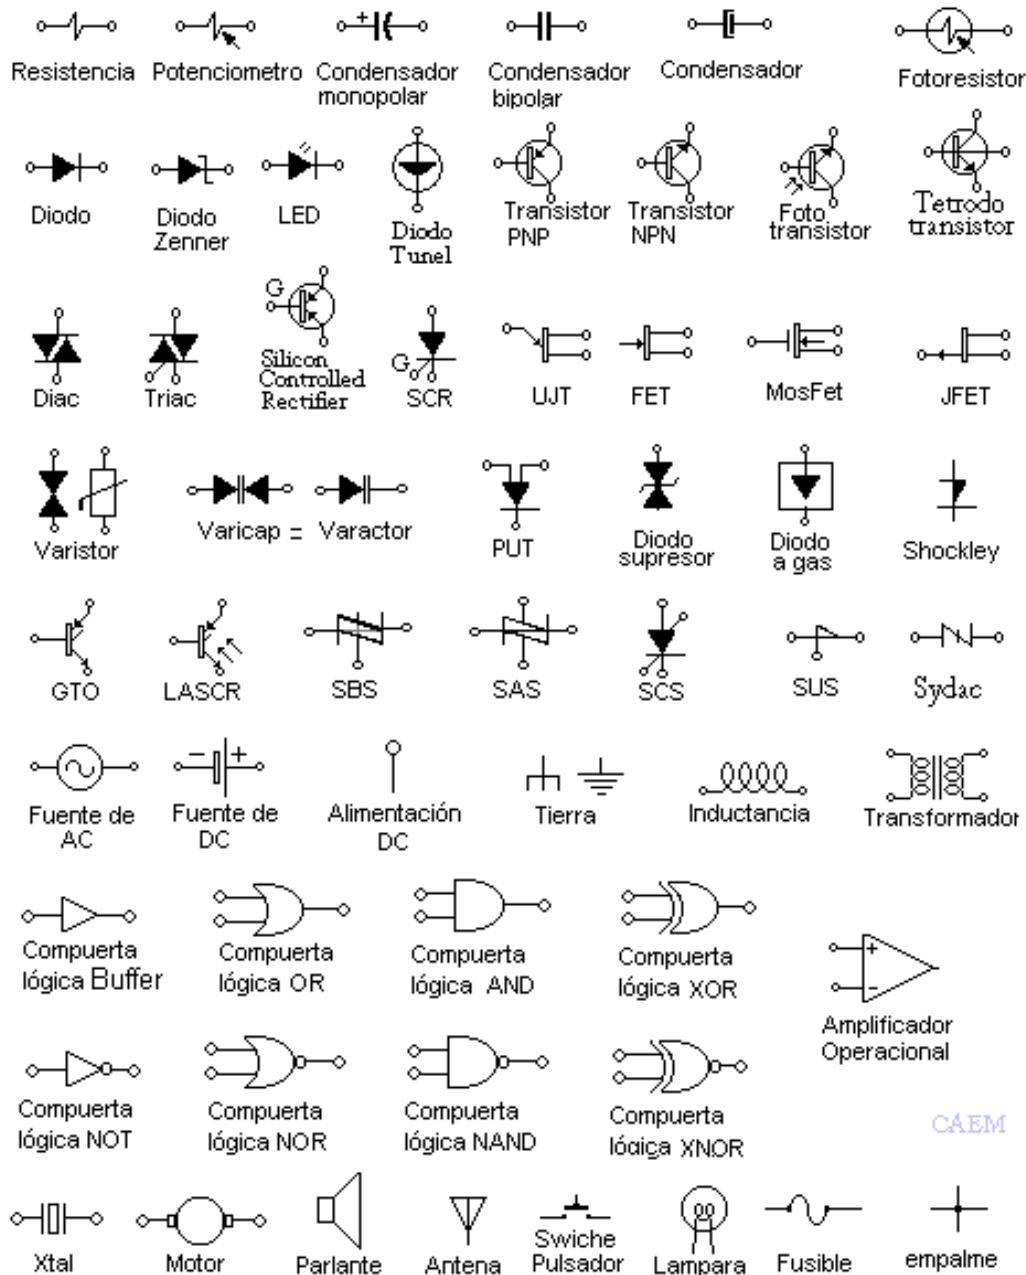 +
Resistencia Potenciometro Condensador monopolar Condensador bipolar Condensador Fotoresistor
Diodo Diodo Zenner LED Diodo Tunel Transistor PNP Transistor NPN Foto transistor Tetrodo transistor
G
G
Diac Triac Silicon Controlled Rectifier SCR UJT FET MosFet JFET
Varistor Varicap = Varactor PUT Diodo supresor Diodo a gas Shockley
GTO LASCR SBS SAS SCS SUS Sydac
− +
Fuente de AC Fuente de DC Alimentación DC Tierra Inductancia Transformador
Compuerta lógica Buffer Compuerta lógica OR Compuerta lógica AND Compuerta lógica XOR
+
−
Amplificador Operacional
Compuerta lógica NOT Compuerta lógica NOR Compuerta lógica NAND Compuerta lógica XNOR
CAEM
Xtal Motor Parlante Antena Swiche Pulsador Lampara Fusible empalme